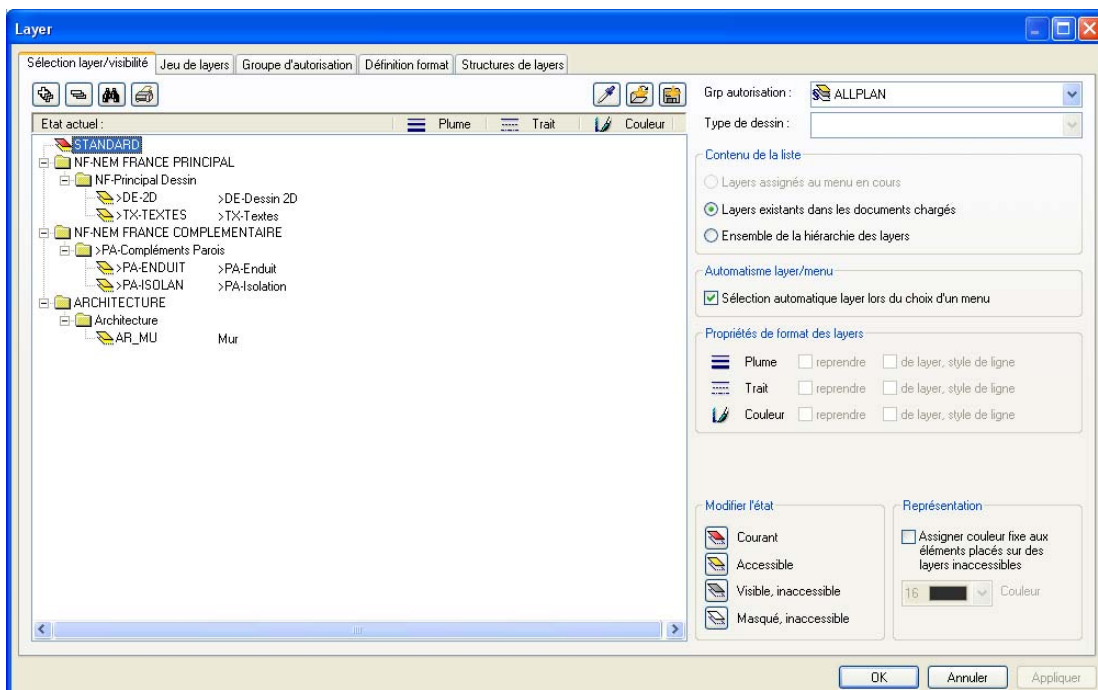 Layer
Sélection layer/visibilité Jeu de layers Groupe d'autorisation Définition format Structures de layers
Etat actuel : Plume Trait Couleur
STANDARD
NF-NEM FRANCE PRINCIPAL
NF-Principal Dessin
>DE-2D >DE-Dessin 2D
>TX-TEXTES >TX-Textes
NF-NEM FRANCE COMPLEMENTAIRE
>PA-Compléments Parois
>PA-ENDUIT >PA-Enduit
>PA-ISOLAN >PA-Isolation
ARCHITECTURE
Architecture
AR_MU Mur
Grp autorisation : ALLPLAN
Type de dessin :
Contenu de la liste
Layers assignés au menu en cours
Layers existants dans les documents chargés
Ensemble de la hiérarchie des layers
Automatisme layer/menu
Sélection automatique layer lors du choix d'un menu
Propriétés de format des layers
Plume reprendre de layer, style de ligne
Trait reprendre de layer, style de ligne
Couleur reprendre de layer, style de ligne
Modifier l'état
Courant
Accessible
Visible, inaccessible
Masqué, inaccessible
Représentation
Assigner couleur fixe aux
éléments placés sur des
layers inaccessibles
16 Couleur
OK Annuler Appliquer